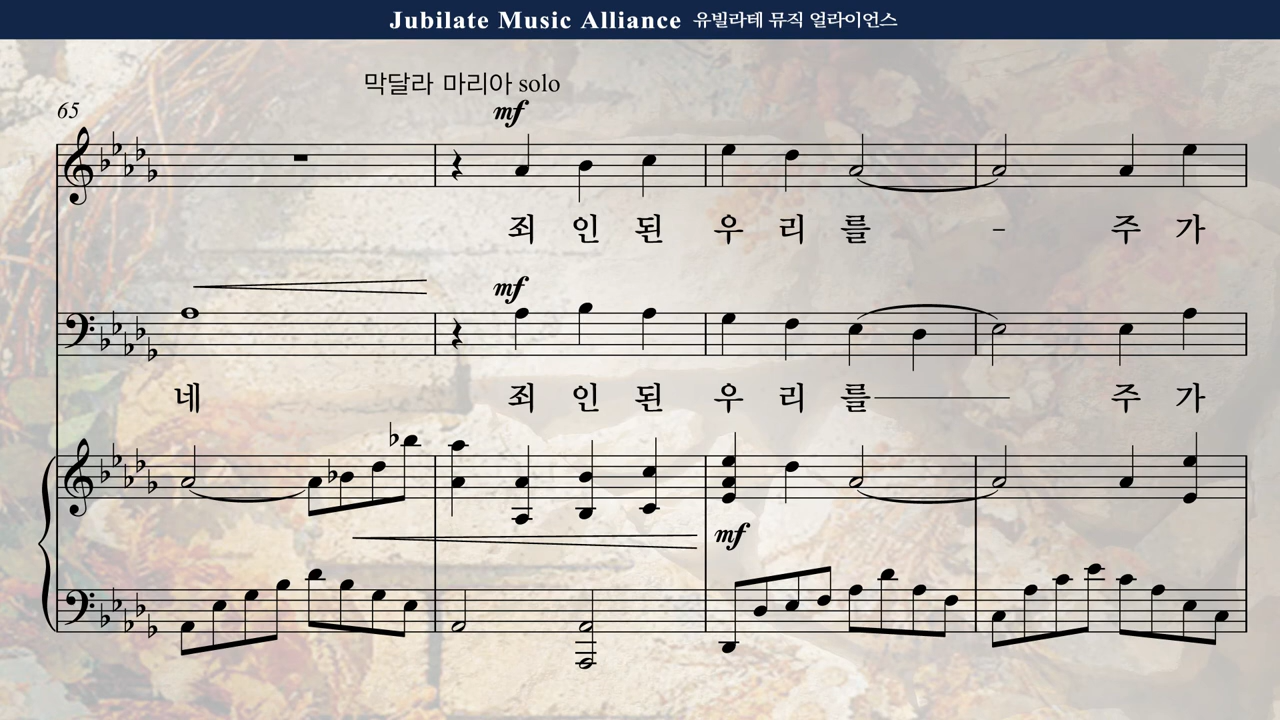 Jubilate Music Alliance 유빌라테 뮤직 얼라이언스
막달라 마리아 solo
65
mf
죄 인 된 우 리 를 - 주 가
mf
네 죄 인 된 우 리 를 주 가
mf